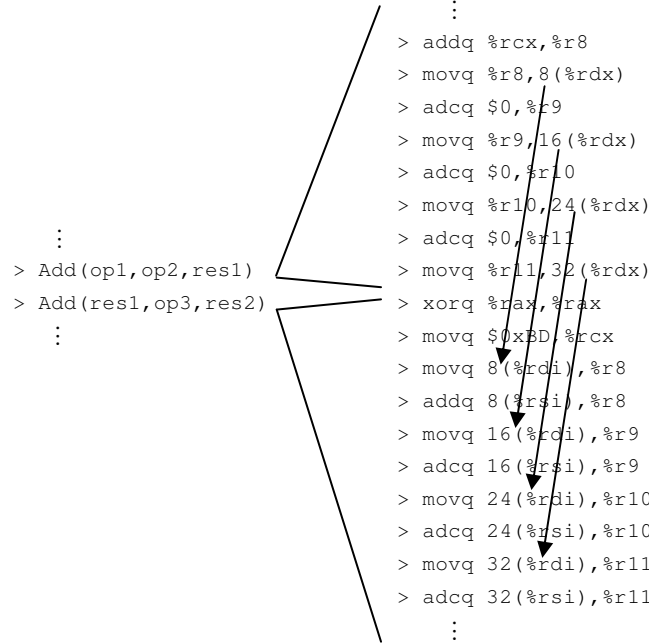 ⋮
> Add(op1,op2,res1)
> Add(res1,op3,res2)
⋮
⋮
> addq %rcx,%r8
> movq %r8,8(%rdx)
> adcq $0,%r9
> movq %r9,16(%rdx)
> adcq $0,%r10
> movq %r10,24(%rdx)
> adcq $0,%r11
> movq %r11,32(%rdx)
> xorq %rax,%rax
> movq $0xBD,%rcx
> movq 8(%rdi),%r8
> addq 8(%rsi),%r8
> movq 16(%rdi),%r9
> adcq 16(%rsi),%r9
> movq 24(%rdi),%r10
> adcq 24(%rsi),%r10
> movq 32(%rdi),%r11
> adcq 32(%rsi),%r11
⋮